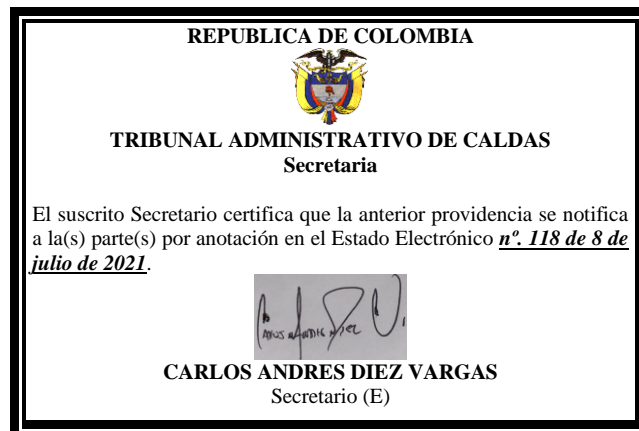 REPUBLICA DE COLOMBIA
TRIBUNAL ADMINISTRATIVO DE CALDAS
Secretaria
El suscrito Secretario certifica que la anterior providencia se notifica
a la(s) parte(s) por anotación en el Estado Electrónico nº. 118 de 8 de
julio de 2021.
CARLOS ANDRES DIEZ VARGAS
Secretario (E)